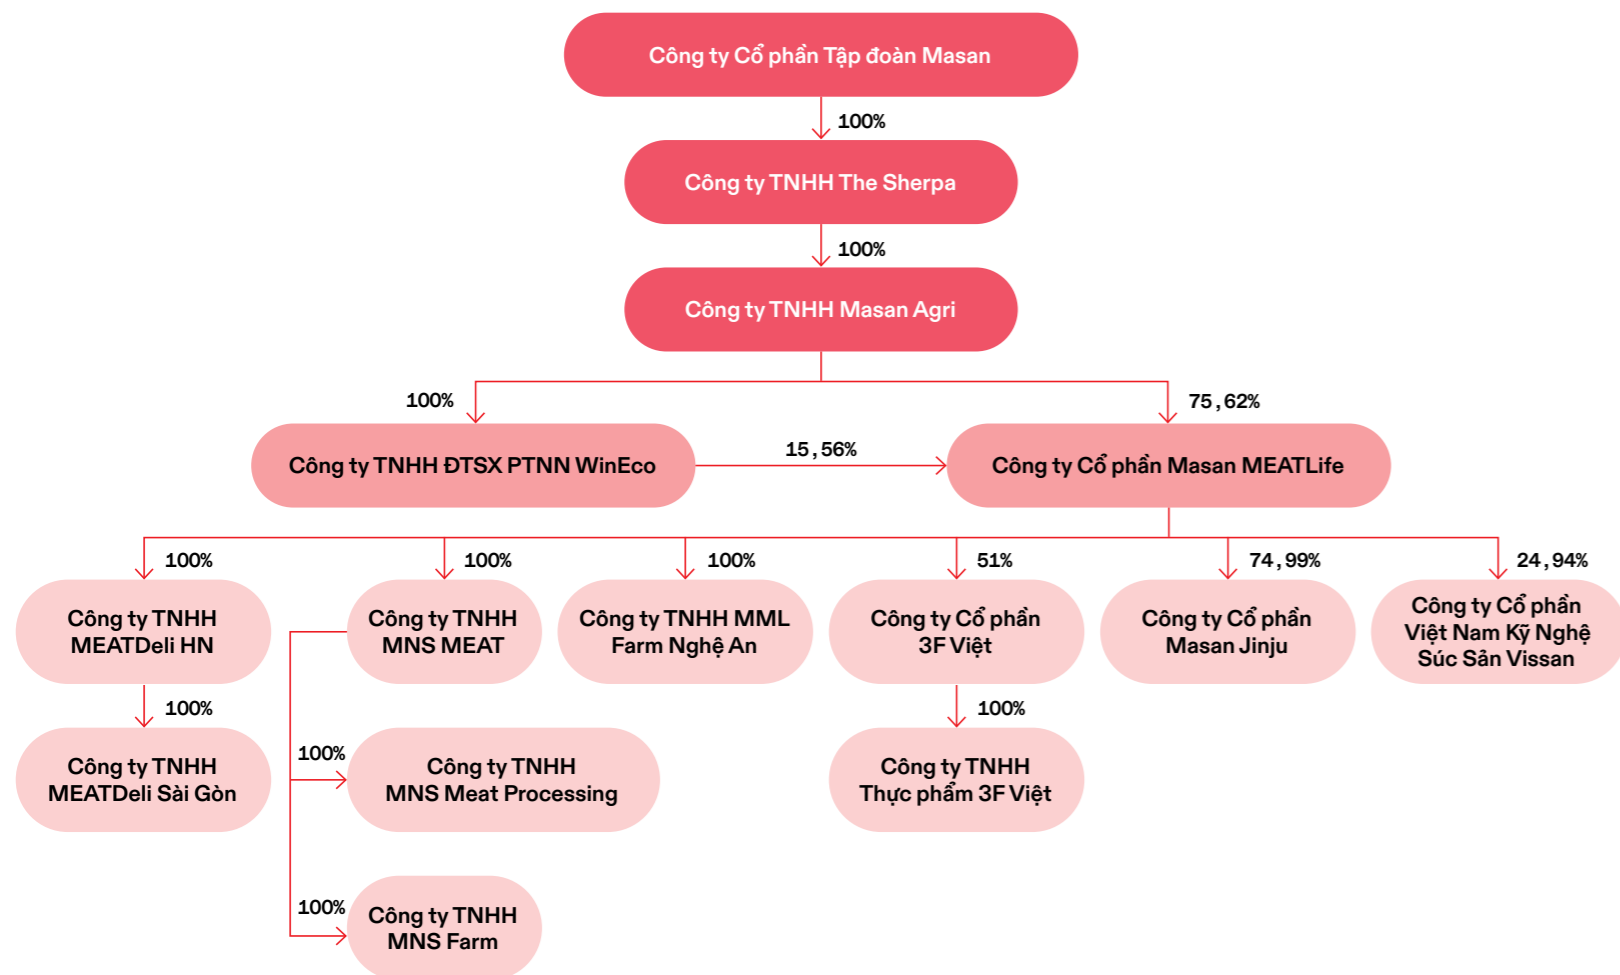 Công ty Cổ phần Tập đoàn Masan
100%
Công ty TNHH The Sherpa
100%
Công ty TNHH Masan Agri
100%
75,62%
Công ty TNHH ĐTSX PTNN WinEco
15,56%
Công ty Cổ phần Masan MEATLife
100%
100%
100%
51%
74,99%
24,94%
Công ty TNHH
MEATDeli HN
Công ty TNHH
MNS MEAT
Công ty TNHH MML
Farm Nghệ An
Công ty Cổ phần
3F Việt
Công ty Cổ phần
Masan Jinju
Công ty Cổ phần
Việt Nam Kỹ Nghệ
Súc Sản Vissan
100%
100%
100%
Công ty TNHH
MEATDeli Sài Gòn
Công ty TNHH
MNS Meat Processing
Công ty TNHH
Thực phẩm 3F Việt
100%
Công ty TNHH
MNS Farm